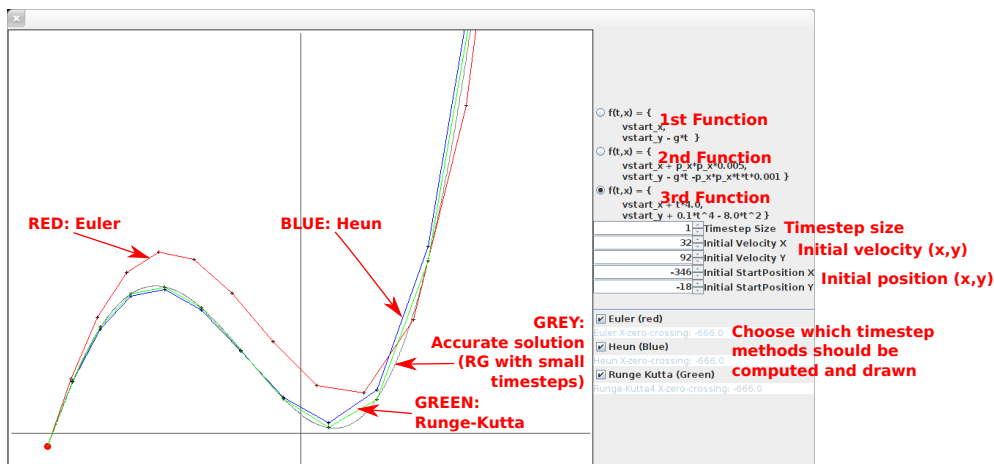 f(t,x) = {
vstart_x,
vstart_y - g*t }
1st Function
f(t,x) = {
vstart_x + p_x*p_x*0.005,
vstart_y - g*t -p_x*p_x*t*t*0.001 }
2nd Function
f(t,x) = {
vstart_x + t*4.0,
vstart_y + 0.1*t^4 - 8.0*t^2 }
3rd Function
1 Timestep Size
Timestep size
32 Initial Velocity X
92 Initial Velocity Y
Initial velocity (x,y)
-346 Initial StartPosition X
-18 Initial StartPosition Y
Initial position (x,y)
Euler (red)
Euler X-zero-crossing: -666.0
Heun (Blue)
Heun X-zero-crossing: -666.0
Runge Kutta (Green)
Runge-Kutta4 X-zero-crossing: -666.0
Choose which timestep
methods should be
computed and drawn
RED: Euler
BLUE: Heun
GREY:
Accurate solution
(RG with small
timesteps)
GREEN:
Runge-Kutta